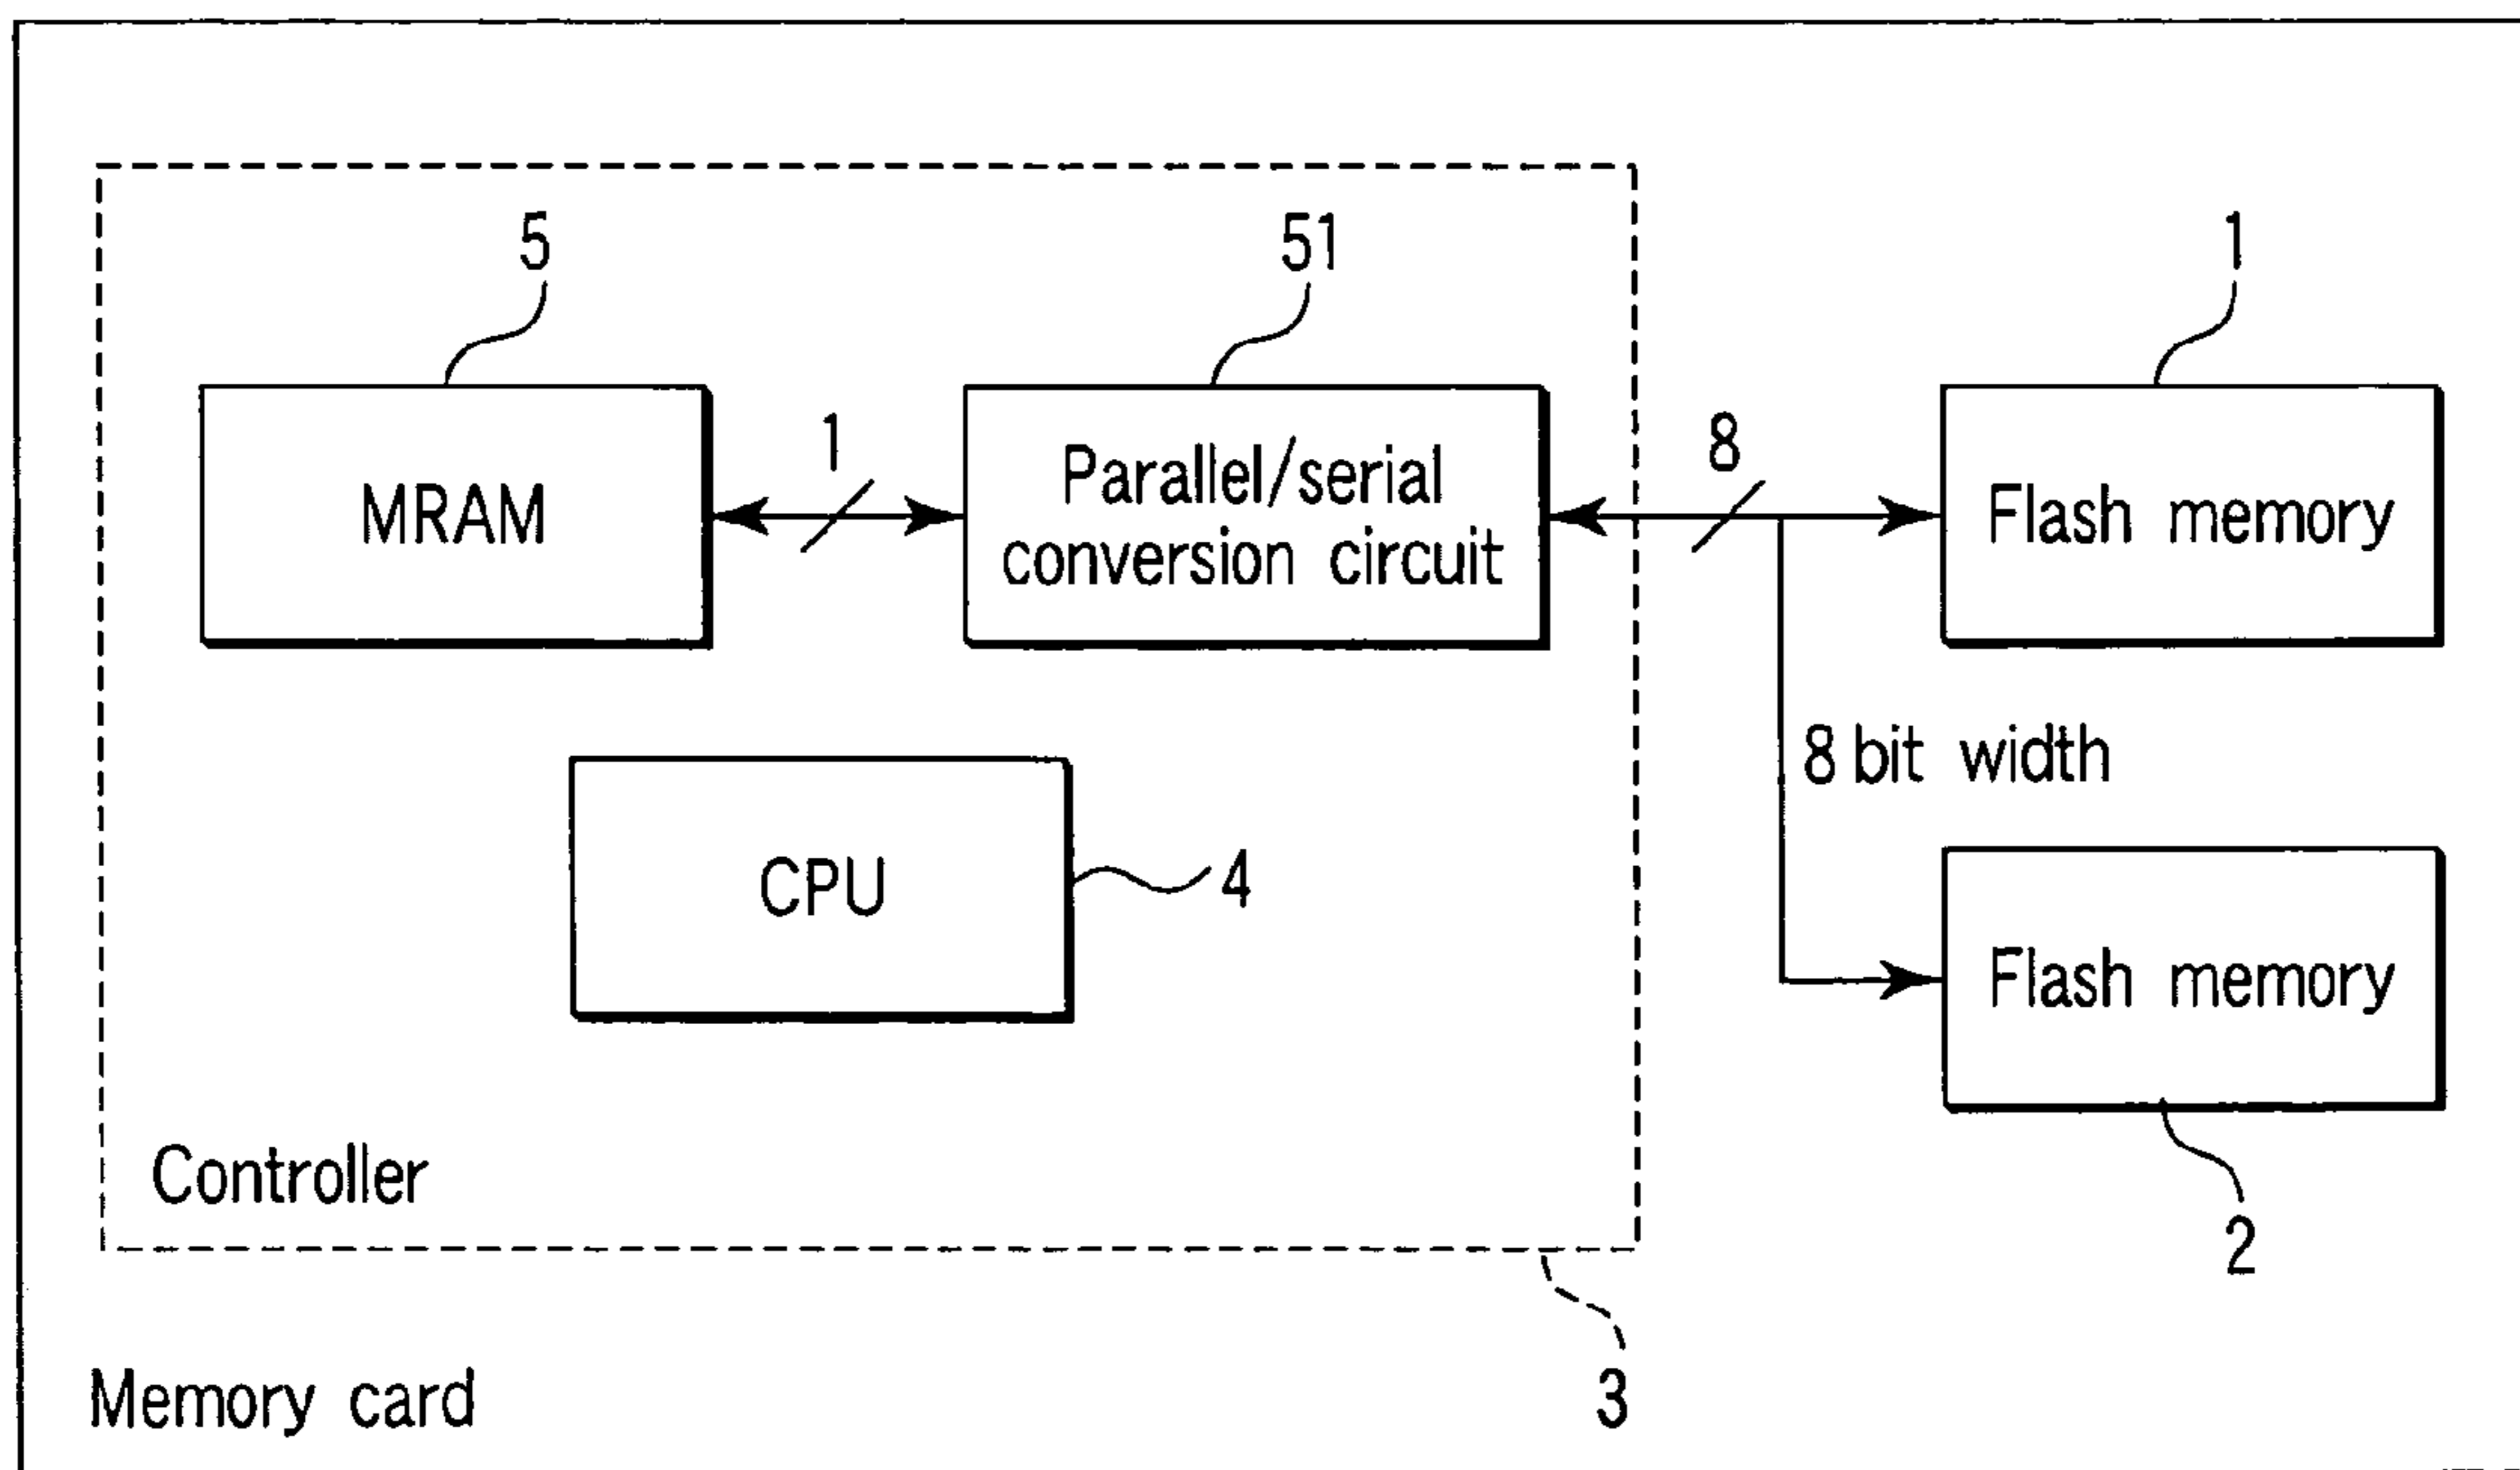 5
51
1
MRAM
1
Parallel/serial
conversion circuit
8
Flash memory
8 bit width
CPU
4
Flash memory
Controller
2
3
Memory card